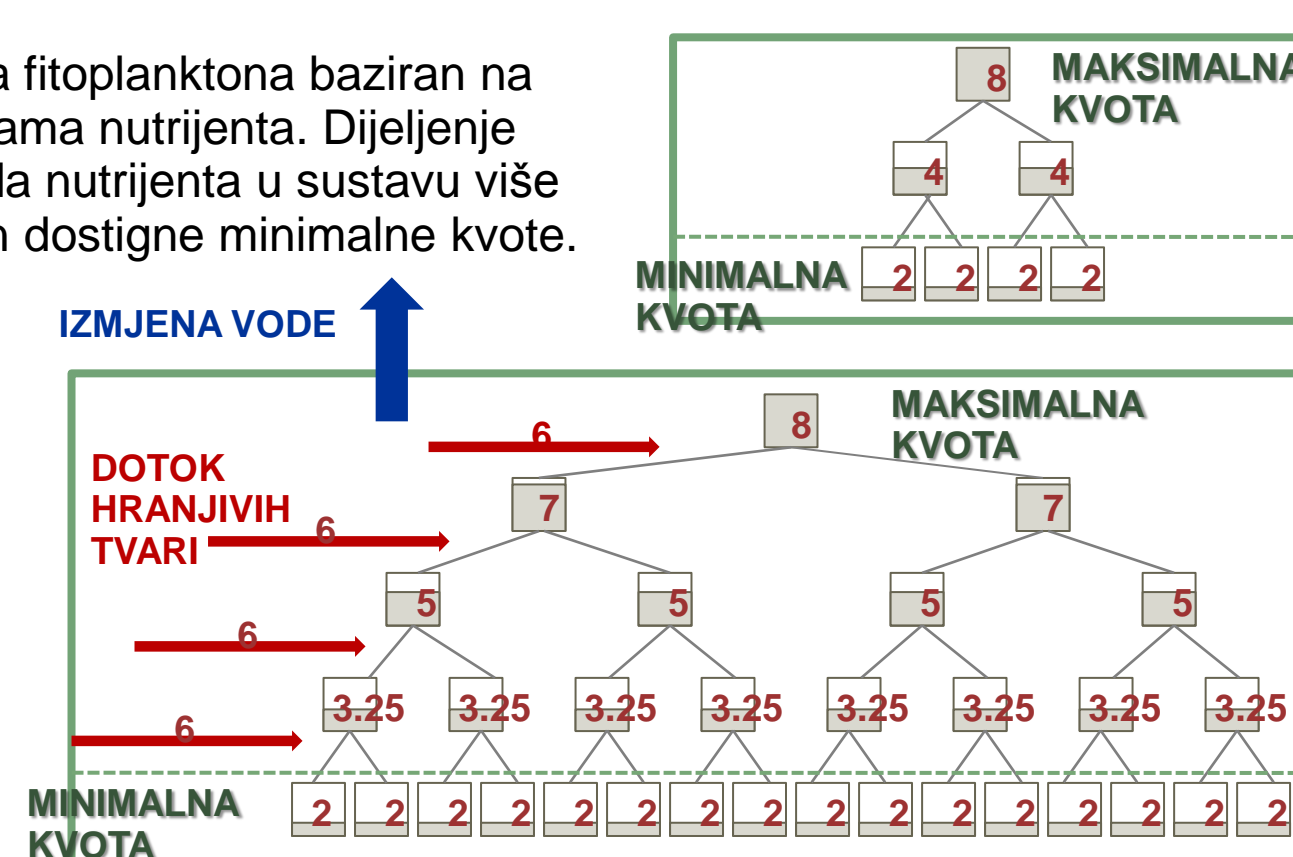 a fitoplanktona baziran na
ama nutrijenta. Dijeljenje
da nutrijenta u sustavu više
dostigne minimalne kvote.
8
MAKSIMALNA
KVOTA
4 4
MINIMALNA
KVOTA
2 2 2 2
IZMJENA VODE
8
MAKSIMALNA
KVOTA
6
DOTOK
HRANJIVIH
TVARI
7 7
6
5 5 5 5
6
3.25 3.25 3.25 3.25 3.25 3.25 3.25 3.25
6
MINIMALNA
KVOTA
2 2 2 2 2 2 2 2 2 2 2 2 2 2 2 2